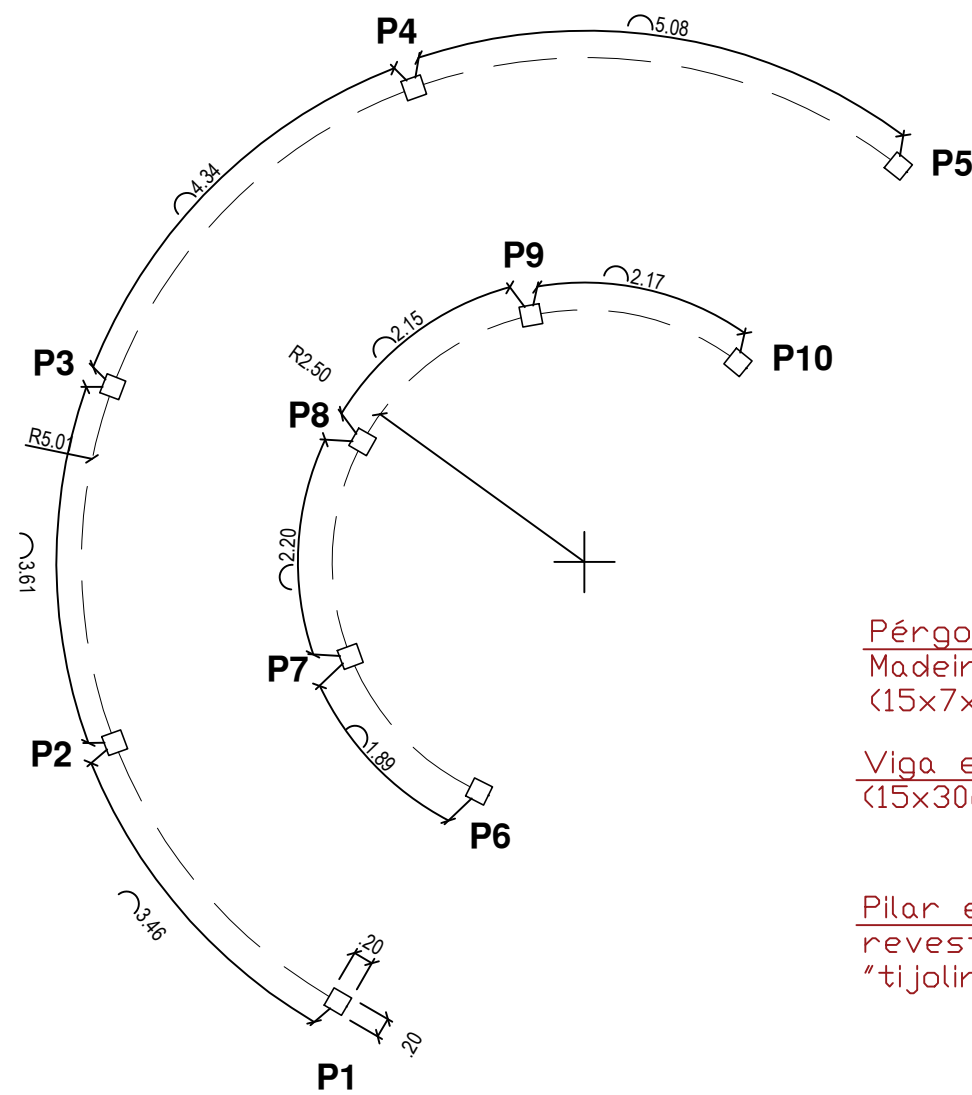 P4
5.08
P5
4.34
P9
2.17
P3
2.15
P10
R2.50
P8
R5.01
2.20
3.61
P7
Pérgo
Madeir
(15x7x
P2
1.89
Viga e
(15x30
P6
3.46
Pilar e
revest
"tijolin
.20
.20
P1